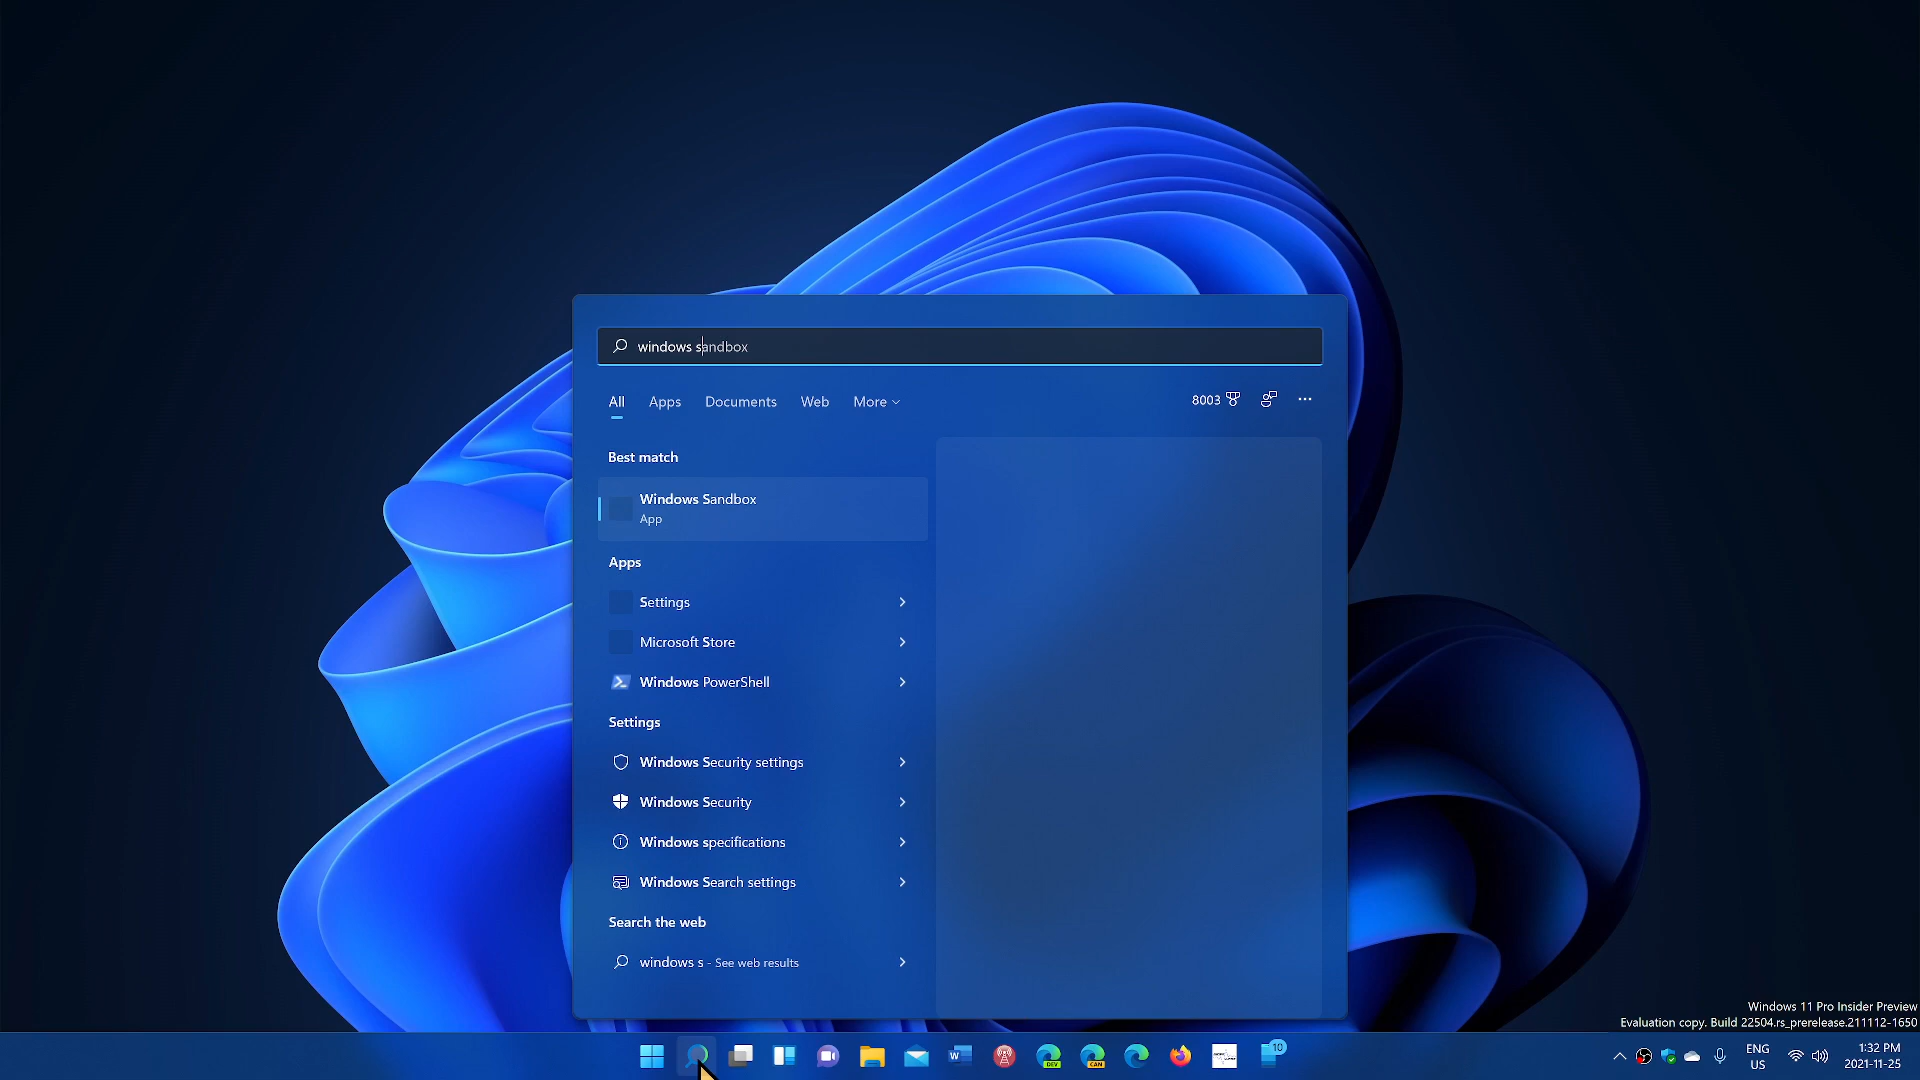 windows sandbox
All Apps Documents Web More 8003
Best match
Windows Sandbox
App
Apps
Settings
Microsoft Store
Windows PowerShell
Settings
Windows Security settings
Windows Security
Windows specifications
Windows Search settings
Search the web
windows s - See web results
Windows 11 Pro Insider Preview
Evaluation copy. Build 22504.rs_prerelease.211112-1650
DEV
CAN
10
ENG
US
1:32 PM
2021-11-25